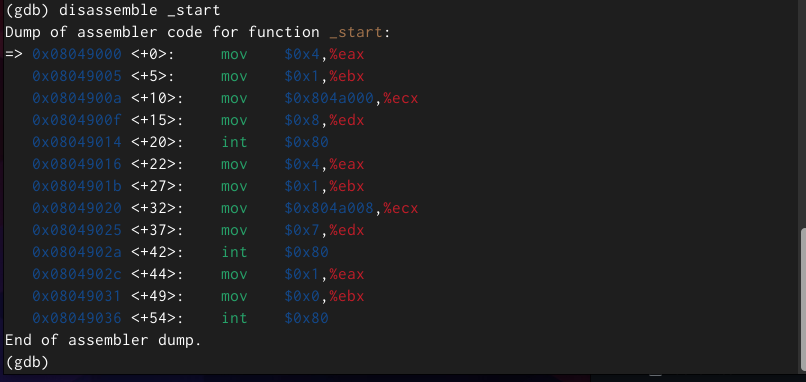 (gdb) disassemble _start
Dump of assembler code for function _start:
=> 0x08049000 <+0>:     mov    $0x4,%eax
   0x08049005 <+5>:     mov    $0x1,%ebx
   0x0804900a <+10>:    mov    $0x804a000,%ecx
   0x0804900f <+15>:    mov    $0x8,%edx
   0x08049014 <+20>:    int    $0x80
   0x08049016 <+22>:    mov    $0x4,%eax
   0x0804901b <+27>:    mov    $0x1,%ebx
   0x08049020 <+32>:    mov    $0x804a008,%ecx
   0x08049025 <+37>:    mov    $0x7,%edx
   0x0804902a <+42>:    int    $0x80
   0x0804902c <+44>:    mov    $0x1,%eax
   0x08049031 <+49>:    mov    $0x0,%ebx
   0x08049036 <+54>:    int    $0x80
End of assembler dump.
(gdb)